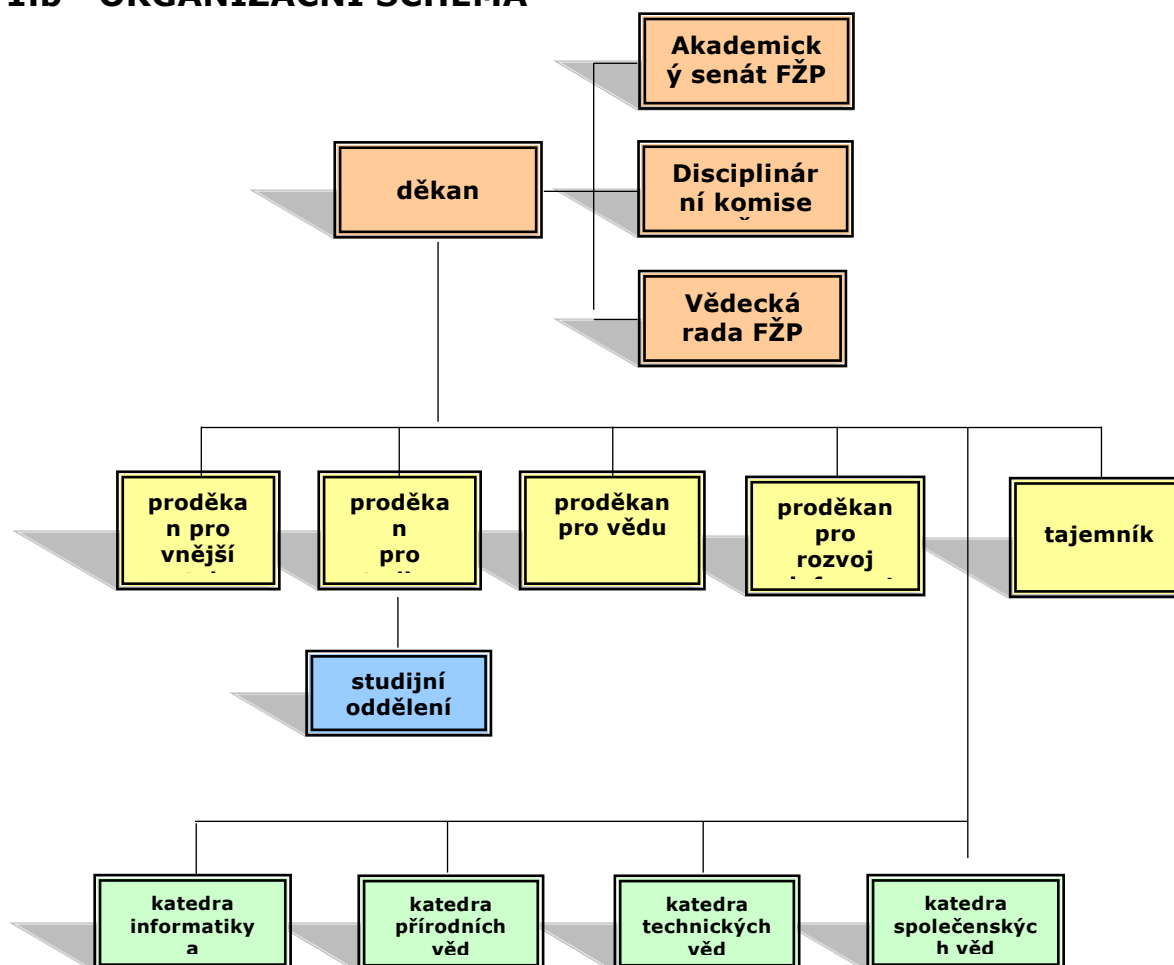 ORGANIZAČNÍ SCHÉMA
Akademick
ý senát FŽP
děkan
Disciplinár
ní komise
Vědecká
rada FŽP
proděka
n pro
vnější
proděka
n
pro
proděkan
pro vědu
proděkan
pro
rozvoj
tajemník
studijní
oddělení
katedra
informatiky
a
katedra
přírodních
věd
katedra
technických
věd
katedra
společenskýc
h věd